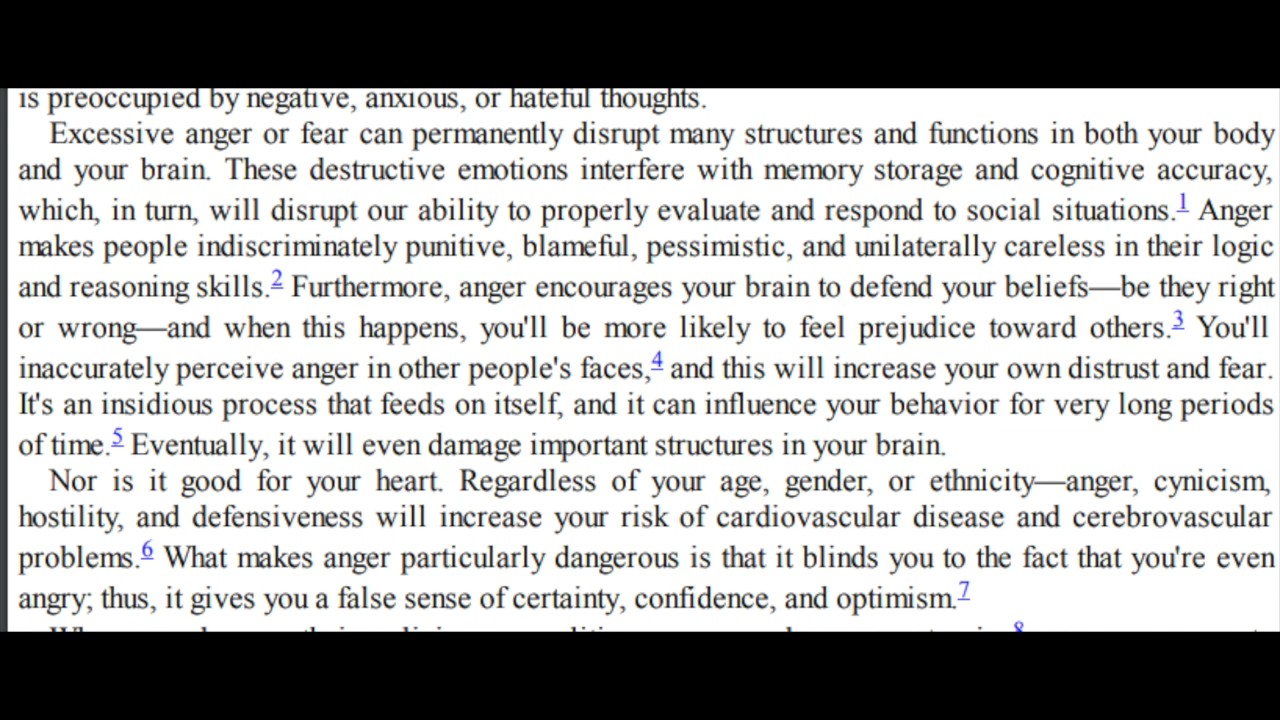 is preoccupied by negative, anxious, or hateful thoughts.
Excessive anger or fear can permanently disrupt many structures and functions in both your body
and your brain. These destructive emotions interfere with memory storage and cognitive accuracy,
which, in turn, will disrupt our ability to properly evaluate and respond to social situations.1 Anger
makes people indiscriminately punitive, blameful, pessimistic, and unilaterally careless in their logic
and reasoning skills.2 Furthermore, anger encourages your brain to defend your beliefs—be they right
or wrong—and when this happens, you'll be more likely to feel prejudice toward others.3 You'll
inaccurately perceive anger in other people's faces,4 and this will increase your own distrust and fear.
It's an insidious process that feeds on itself, and it can influence your behavior for very long periods
of time.5 Eventually, it will even damage important structures in your brain.
Nor is it good for your heart. Regardless of your age, gender, or ethnicity—anger, cynicism,
hostility, and defensiveness will increase your risk of cardiovascular disease and cerebrovascular
problems.6 What makes anger particularly dangerous is that it blinds you to the fact that you're even
angry; thus, it gives you a false sense of certainty, confidence, and optimism.7